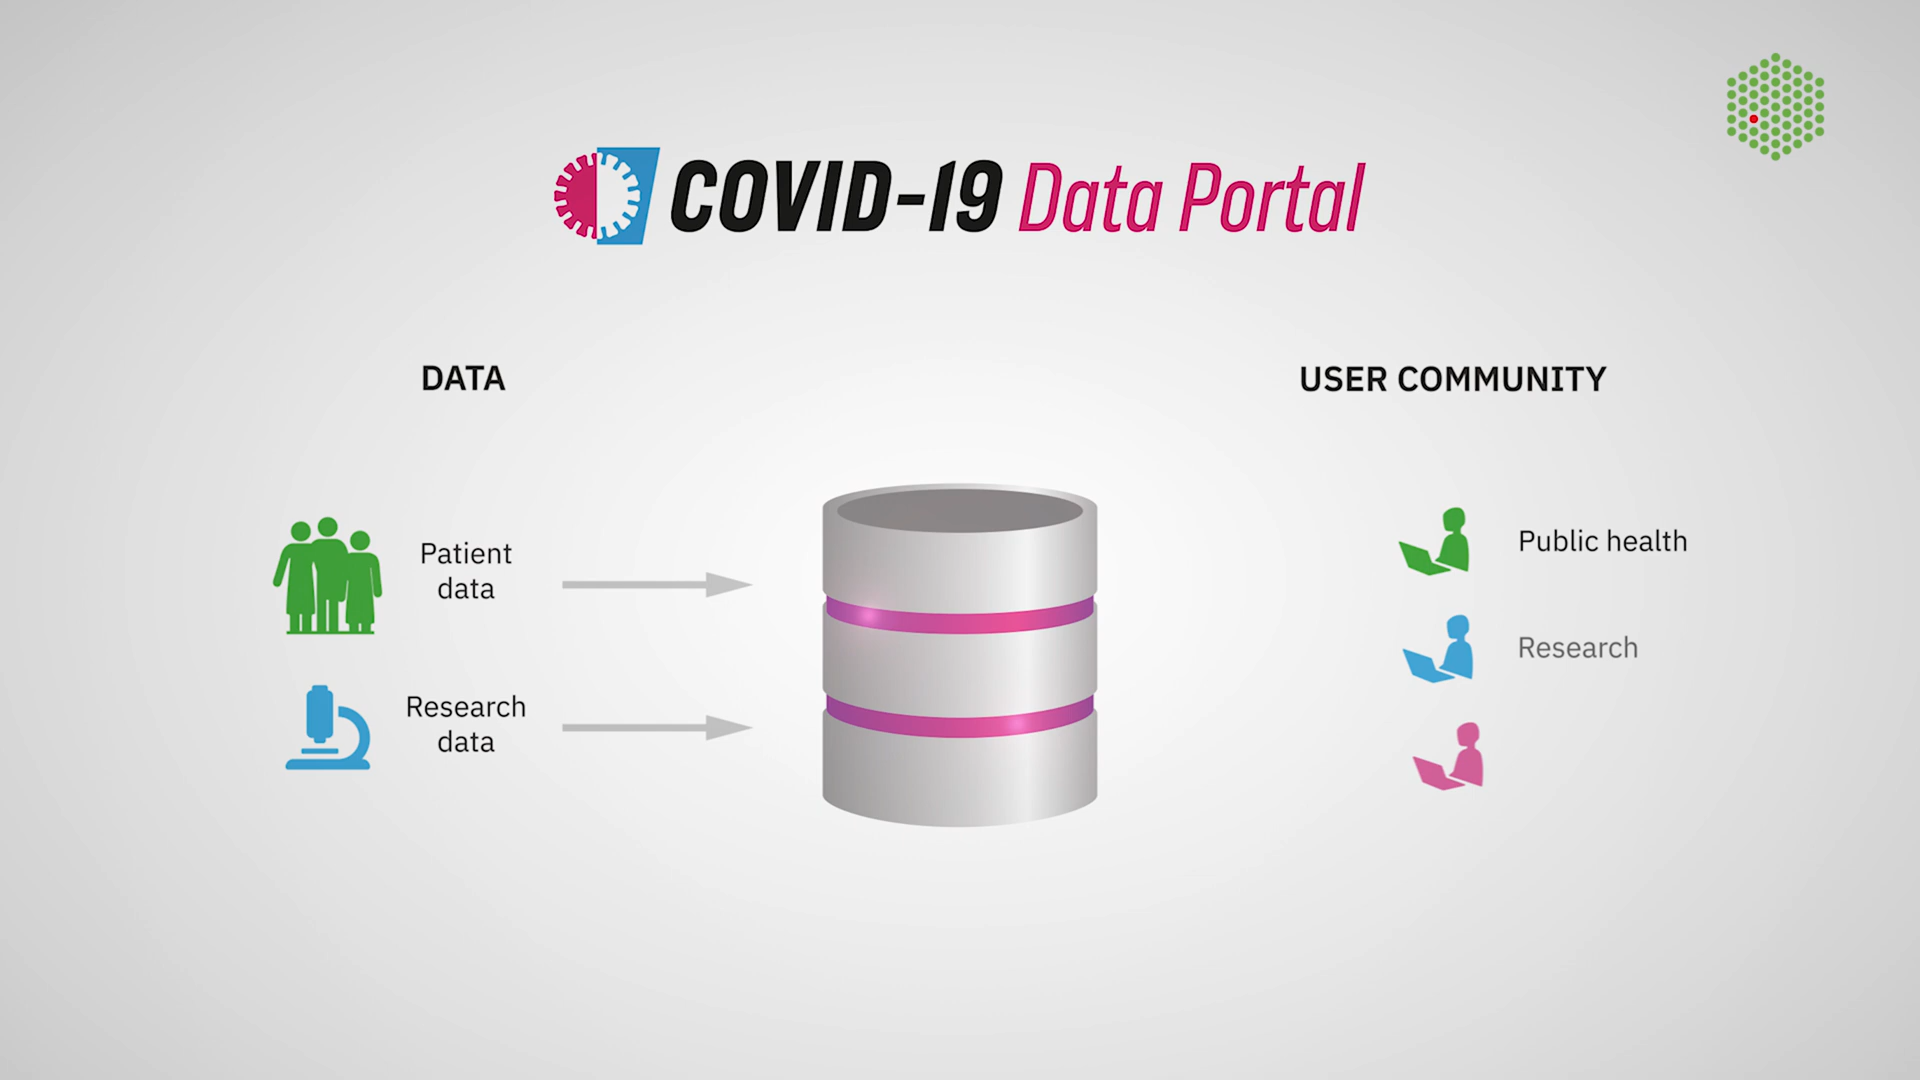 COVID-19 Data Portal
DATA
USER COMMUNITY
Patient
data
Research
data
Public health
Research